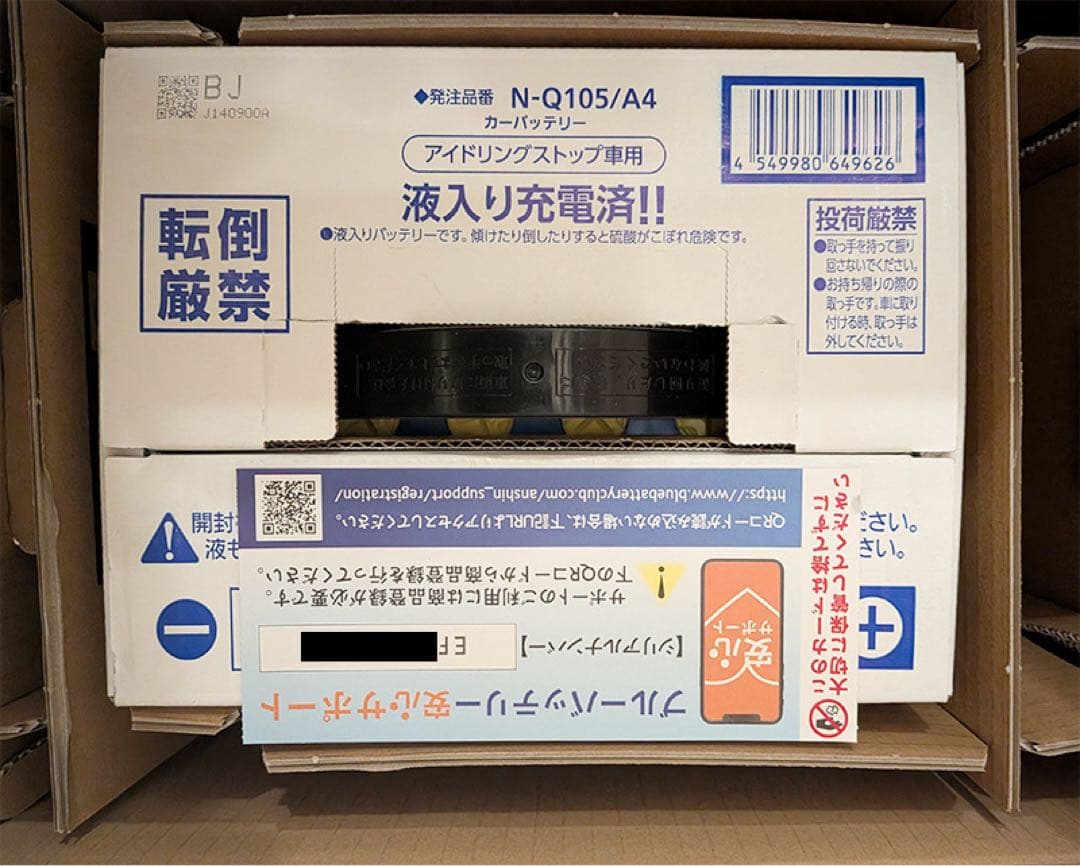 BJ
J140900A
◆発注品番 N-Q105/A4
カーバッテリー
アイドリングストップ車用
液入り充電済!!
●液入りバッテリーです。傾けたり倒したりすると硫酸がこぼれ危険です。
4 549980 649626
転倒
厳禁
投荷厳禁
●取っ手を持って振り
回さないでください。
●お持ち帰りの際の
取っ手です。車に取り
付ける時、取っ手は
外してください。
開封
液も
ださい。
さい。
ブルーバッテリー安心サポート
【シリアルナンバー】 EF
サポートのご利用には商品登録が必要です。
下のQRコードから商品登録を行ってください。
安心
サポート
QRコードが読み込めない場合は、下記URLよりアクセスしてください。
https://www.bluebatteryclub.com/anshin_support/registration/
このカードは捨てずに
大切に保管してください